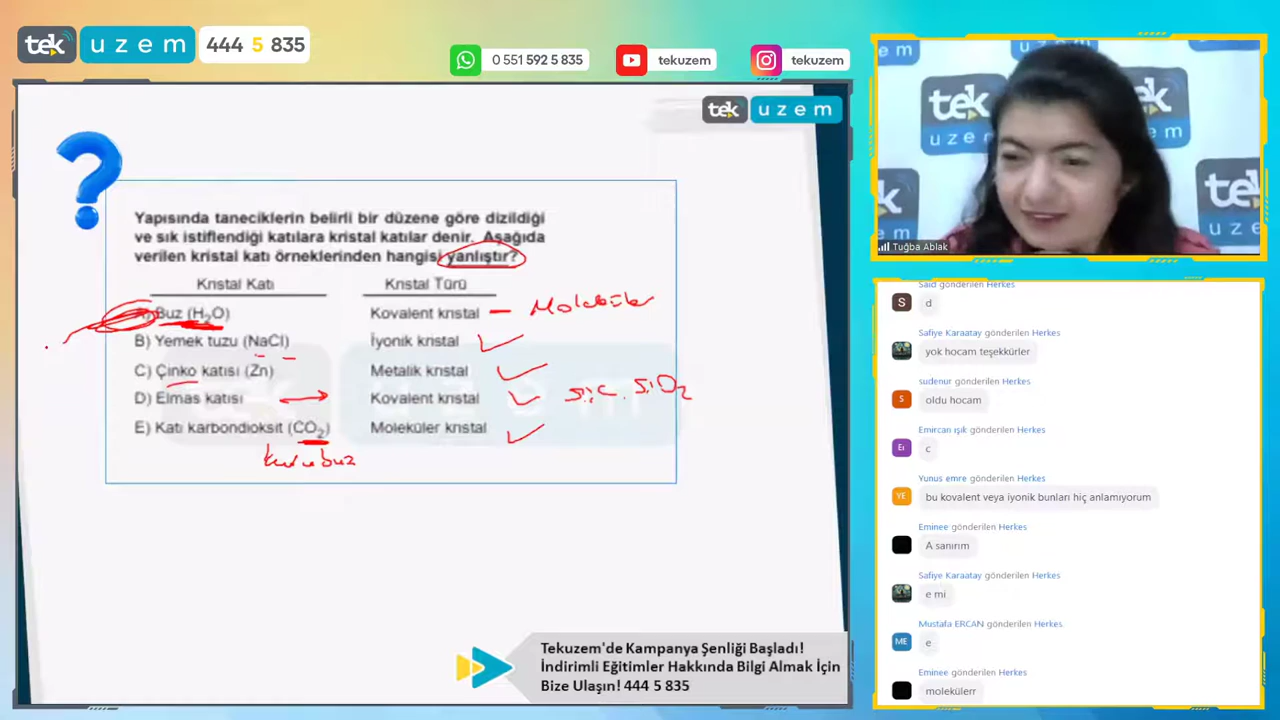 tek uzem 444 5 835
0 551 592 5 835
tekuzem
tekuzem
tek uzem
Yapısında taneciklerin belirli bir düzene göre dizildiği
ve sık istiflendiği katılara kristal katılar denir. Aşağıda
verilen kristal katı örneklerinden hangisi yanlıştır?
Kristal Katı Kristal Türü
A) Buz (H₂O) Kovalent kristal - Moleküler
B) Yemek tuzu (NaCl) İyonik kristal
C) Çinko katısı (Zn) Metalik kristal
D) Elmas katısı Kovalent kristal SiC, SiO₂
E) Katı karbondioksit (CO₂) Moleküler kristal
kuru buz
Tekuzem'de Kampanya Şenliği Başladı!
İndirimli Eğitimler Hakkında Bilgi Almak İçin
Bize Ulaşın! 444 5 835
tek uzem
Tuğba Ablak
Said gönderilen Herkes
S
d
Safiye Karaatay gönderilen Herkes
yok hocam teşekkürler
sudenur gönderilen Herkes
S
oldu hocam
Emircan ışık gönderilen Herkes
Eı
c
Yunus emre gönderilen Herkes
YE
bu kovalent veya iyonik bunları hiç anlamıyorum
Eminee gönderilen Herkes
A sanırım
Safiye Karaatay gönderilen Herkes
e mi
Mustafa ERCAN gönderilen Herkes
ME
e
Eminee gönderilen Herkes
molekülerr